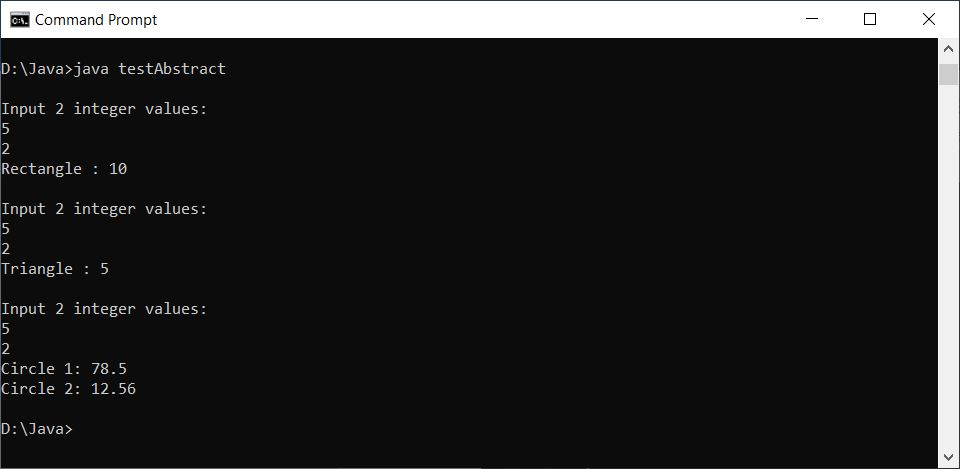 Command Prompt
D:\Java>java testAbstract
Input 2 integer values:
5
2
Rectangle : 10
Input 2 integer values:
5
2
Triangle : 5
Input 2 integer values:
5
2
Circle 1: 78.5
Circle 2: 12.56
D:\Java>